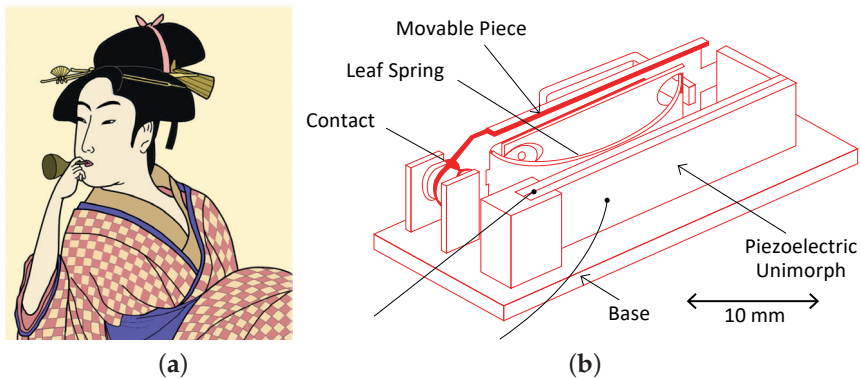 Movable Piece
Leaf Spring
Contact
Piezoelectric
Unimorph
Base
10 mm
(a)
(b)